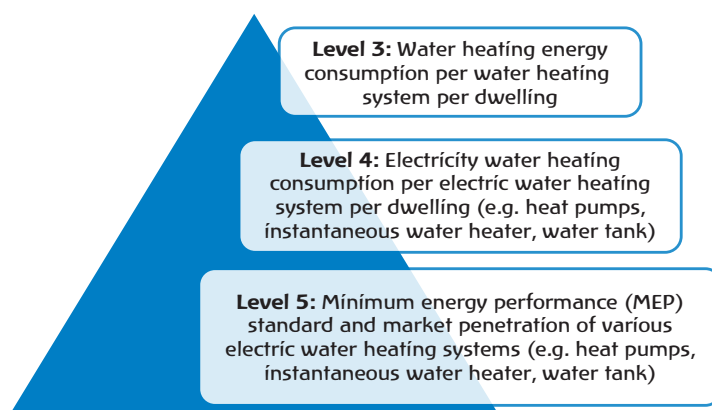 Level 3: Water heating energy
consumption per water heating
system per dwelling
Level 4: Electricity water heating
consumption per electric water heating
system per dwelling (e.g. heat pumps,
instantaneous water heater, water tank)
Level 5: Minimum energy performance (MEP)
standard and market penetration of various
electric water heating systems (e.g. heat pumps,
instantaneous water heater, water tank)